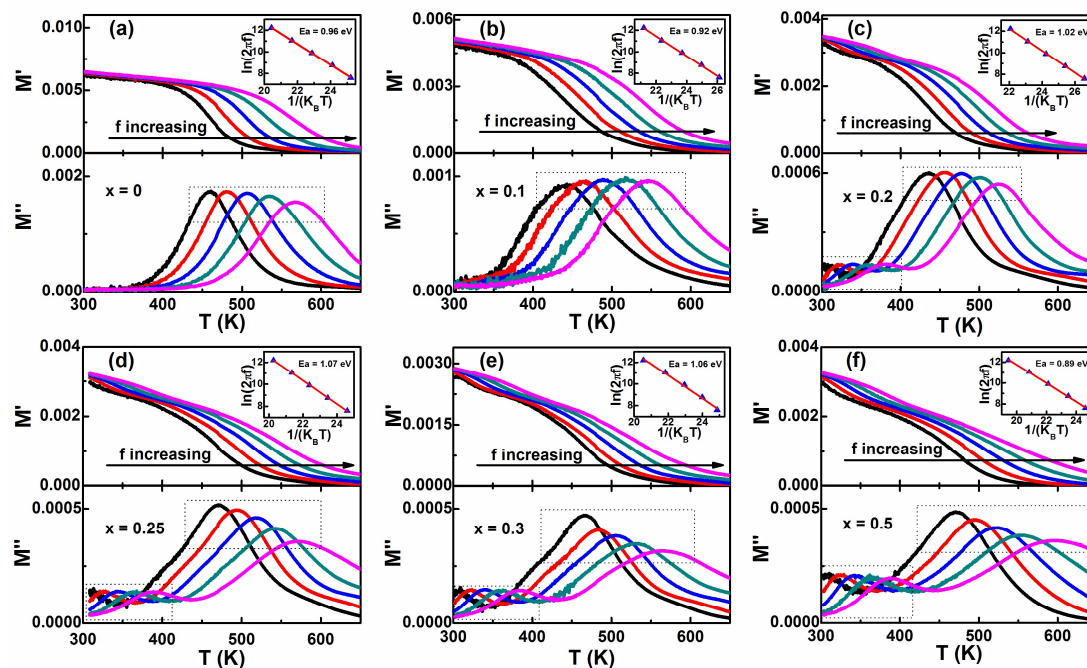 (a)
Ea = 0.96 eV
ln(2πf)
12
10
8
20 22 24
1/(K_BT)
M'
0.010
0.005
0.000
f increasing
M''
0.002
0.000
x = 0
300 400 500 600
T (K)
(b)
Ea = 0.92 eV
ln(2πf)
12
10
8
22 24 26
1/(K_BT)
M'
0.006
0.003
0.000
f increasing
M''
0.001
0.000
x = 0.1
300 400 500 600
T (K)
(c)
Ea = 1.02 eV
ln(2πf)
12
10
8
22 24 26
1/(K_BT)
M'
0.004
0.002
0.000
f increasing
M''
0.0006
0.0000
x = 0.2
300 400 500 600
T (K)
(d)
Ea = 1.07 eV
ln(2πf)
12
10
8
20 22 24
1/(K_BT)
M'
0.004
0.002
0.000
f increasing
M''
0.0005
0.0000
x = 0.25
300 400 500 600
T (K)
(e)
Ea = 1.06 eV
ln(2πf)
12
10
8
20 22 24
1/(K_BT)
M'
0.0030
0.0015
0.0000
f increasing
M''
0.0005
0.0000
x = 0.3
300 400 500 600
T (K)
(f)
Ea = 0.89 eV
ln(2πf)
12
10
8
20 22 24
1/(K_BT)
M'
0.004
0.002
0.000
f increasing
M''
0.0005
0.0000
x = 0.5
300 400 500 600
T (K)